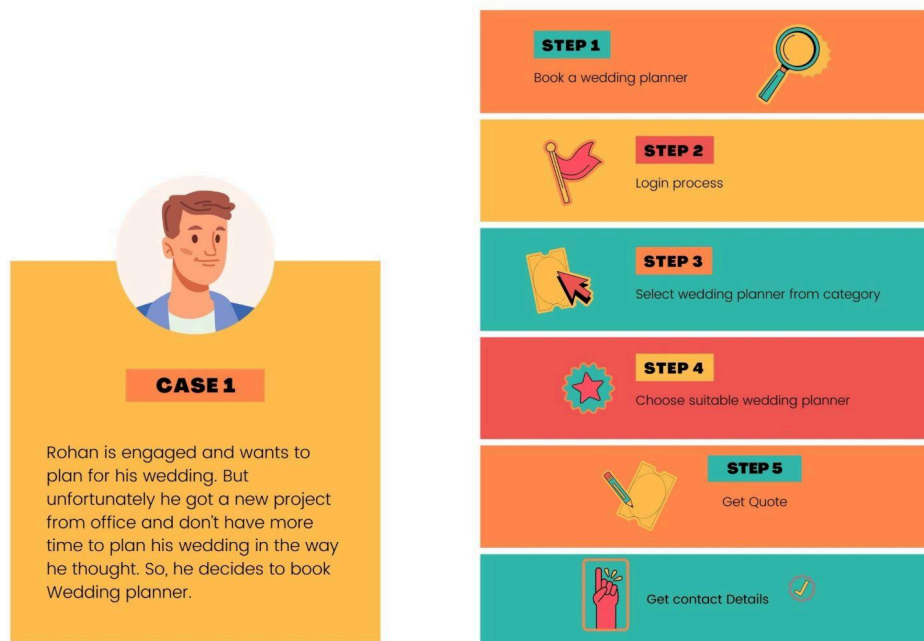 CASE 1
Rohan is engaged and wants to
plan for his wedding. But
unfortunately he got a new project
from office and don't have more
time to plan his wedding in the way
he thought. So, he decides to book
Wedding planner.
STEP 1
Book a wedding planner
STEP 2
Login process
STEP 3
Select wedding planner from category
STEP 4
Choose suitable wedding planner
STEP 5
Get Quote
Get contact Details